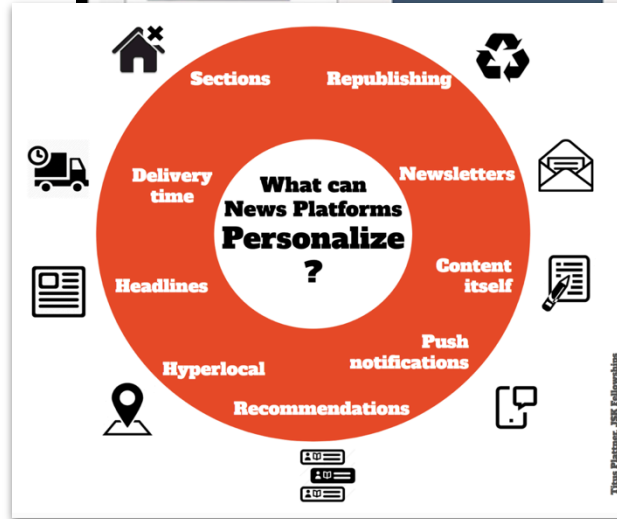 Sections
Republishing
Delivery
time
Newsletters
What can
News Platforms
Personalize
?
Headlines
Content
itself
Push
notifications
Hyperlocal
Recommendations
Titus Plattner, JSK Fellowships